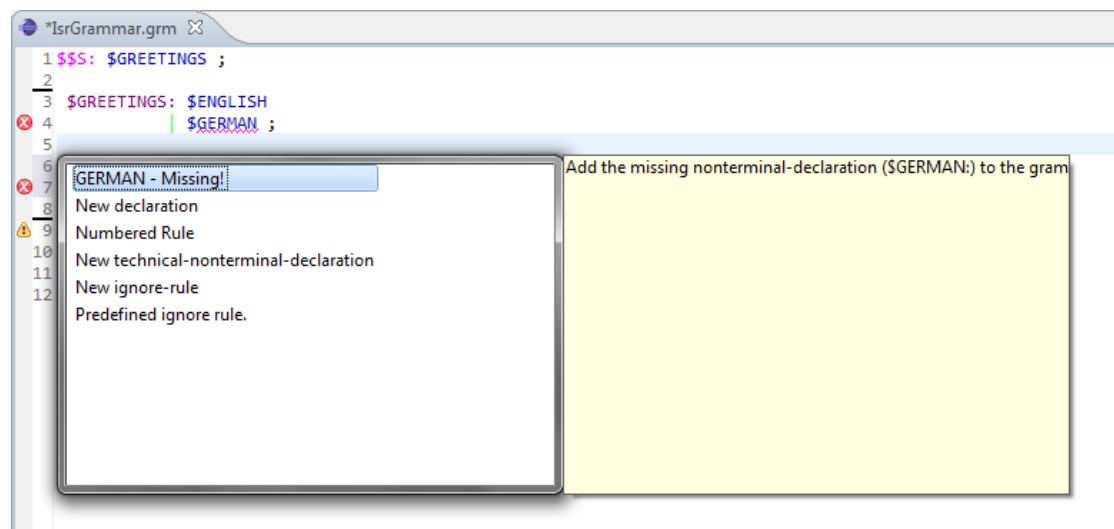 *IsrGrammar.grm
1 $$S: $GREETINGS ;
2
3 $GREETINGS: $ENGLISH
4 | $GERMAN ;
5
6
7
8
9
10
11
12
GERMAN - Missing!
New declaration
Numbered Rule
New technical-nonterminal-declaration
New ignore-rule
Predefined ignore rule.
Add the missing nonterminal-declaration ($GERMAN:) to the gram